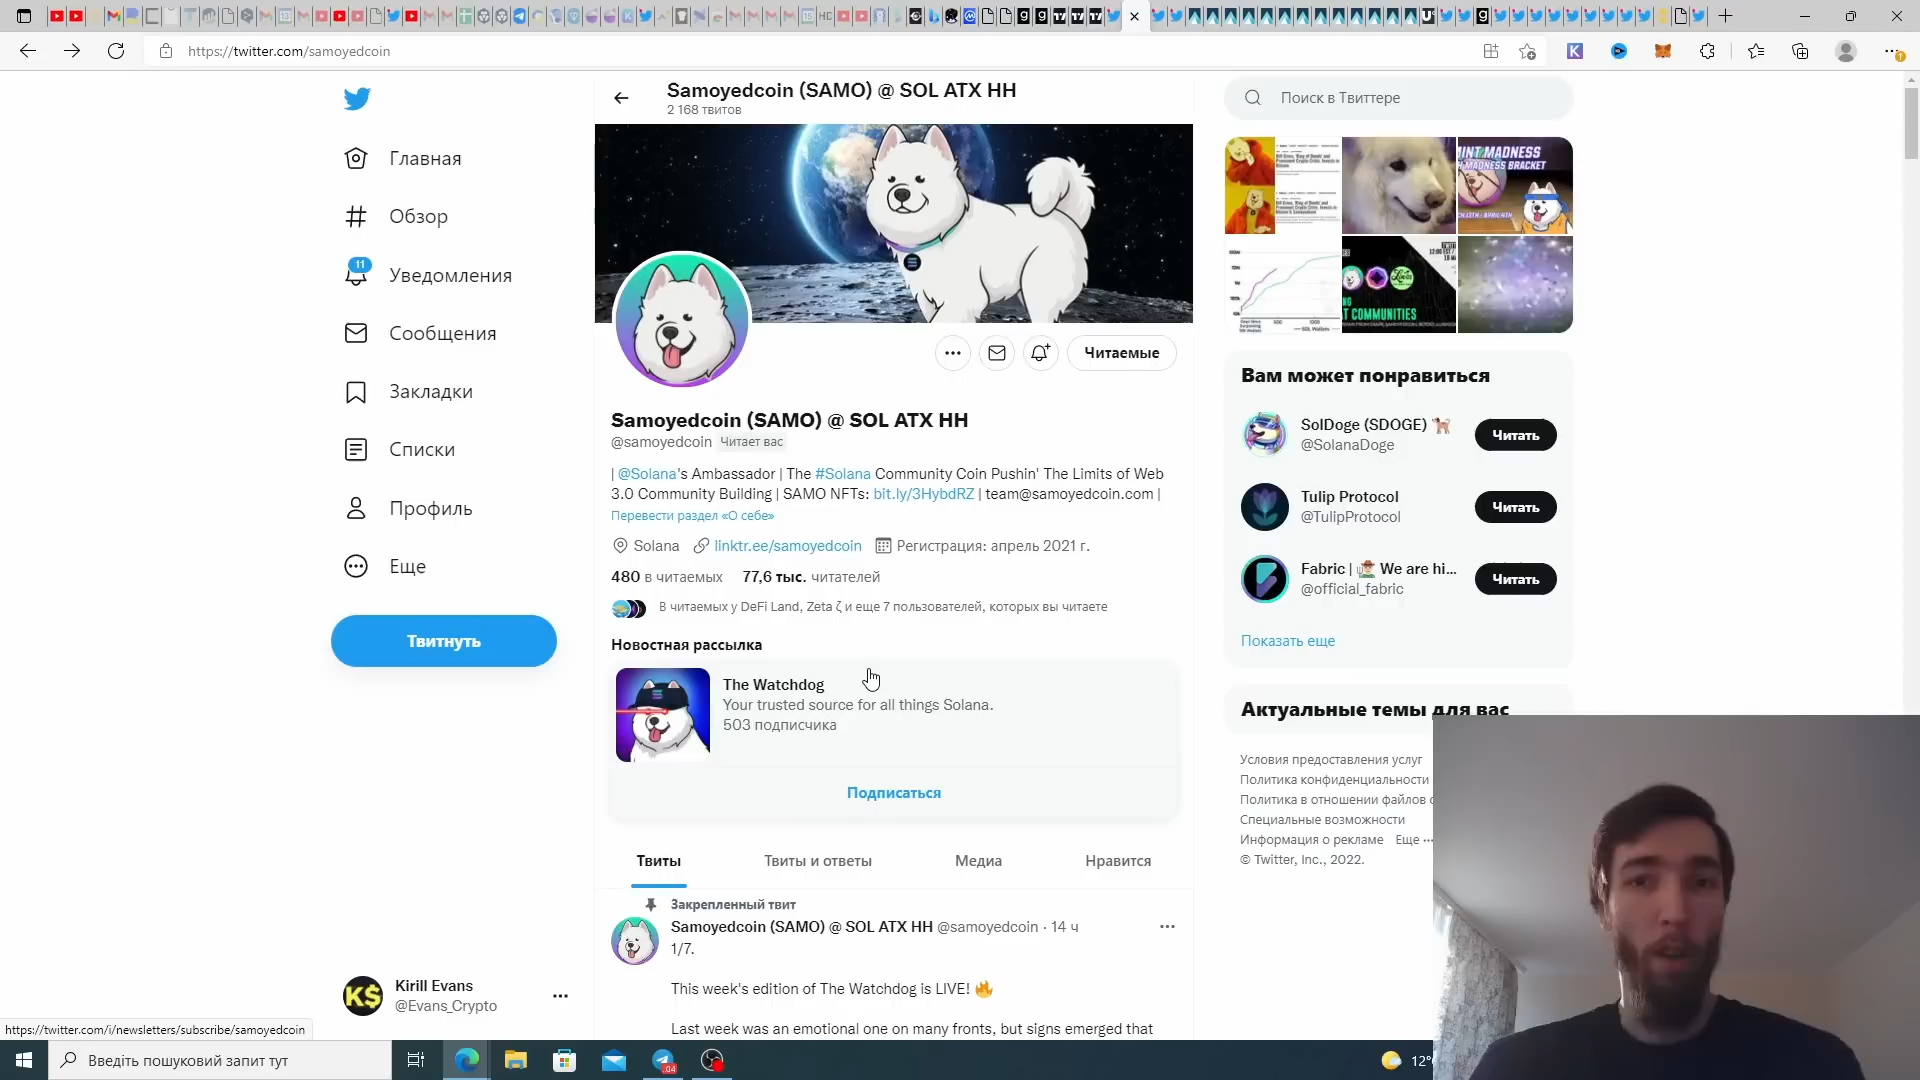 https://twitter.com/samoyedcoin
Главная
Обзор
11
Уведомления
Сообщения
Закладки
Списки
Профиль
Еще
Твитнуть
Kirill Evans
@Evans_Crypto
K$
https://twitter.com/i/newsletters/subscribe/samoyedcoin
Samoyedcoin (SAMO) @ SOL ATX HH
2 168 твитов
Читаемые
Samoyedcoin (SAMO) @ SOL ATX HH
@samoyedcoin Читает вас
| @Solana's Ambassador | The #Solana Community Coin Pushin' The Limits of Web
3.0 Community Building | SAMO NFTs: bit.ly/3HybdRZ | team@samoyedcoin.com |
Перевести раздел «О себе»
Solana linktr.ee/samoyedcoin Регистрация: апрель 2021 г.
480 в читаемых 77,6 тыс. читателей
В читаемых у DeFi Land, Zeta ζ и еще 7 пользователей, которых вы читаете
Новостная рассылка
The Watchdog
Your trusted source for all things Solana.
503 подписчика
Подписаться
Твиты Твиты и ответы Медиа Нравится
Закрепленный твит
Samoyedcoin (SAMO) @ SOL ATX HH @samoyedcoin · 14 ч
1/7.
This week's edition of The Watchdog is LIVE! 🔥
Last week was an emotional one on many fronts, but signs emerged that
Поиск в Твиттере
MINT MADNESS
MADNESS BRACKET
COMMUNITIES
Вам может понравиться
SolDoge (SDOGE) 🐕
@SolanaDoge
Читать
Tulip Protocol
@TulipProtocol
Читать
Fabric | 👨‍🌾 We are hi...
@official_fabric
Читать
Показать еще
Актуальные темы для вас
Условия предоставления услуг
Политика конфиденциальности
Политика в отношении файлов c
Специальные возможности
Информация о рекламе Еще ···
© Twitter, Inc., 2022.
Введіть пошуковий запит тут
12°